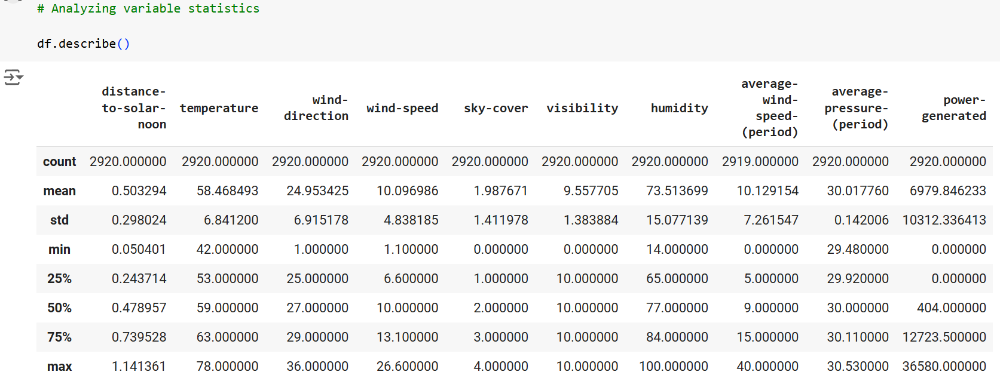 # Analyzing variable statistics
df.describe()
distance-to-solar-noon temperature wind-direction wind-speed sky-cover visibility humidity average-wind-speed-(period) average-pressure-(period) power-generated
count 2920.000000 2920.000000 2920.000000 2920.000000 2920.000000 2920.000000 2920.000000 2919.000000 2920.000000 2920.000000
mean 0.503294 58.468493 24.953425 10.096986 1.987671 9.557705 73.513699 10.129154 30.017760 6979.846233
std 0.298024 6.841200 6.915178 4.838185 1.411978 1.383884 15.077139 7.261547 0.142006 10312.336413
min 0.050401 42.000000 1.000000 1.100000 0.000000 0.000000 14.000000 0.000000 29.480000 0.000000
25% 0.243714 53.000000 25.000000 6.600000 1.000000 10.000000 65.000000 5.000000 29.920000 0.000000
50% 0.478957 59.000000 27.000000 10.000000 2.000000 10.000000 77.000000 9.000000 30.000000 404.000000
75% 0.739528 63.000000 29.000000 13.100000 3.000000 10.000000 84.000000 15.000000 30.110000 12723.500000
max 1.141361 78.000000 36.000000 26.600000 4.000000 10.000000 100.000000 40.000000 30.530000 36580.000000